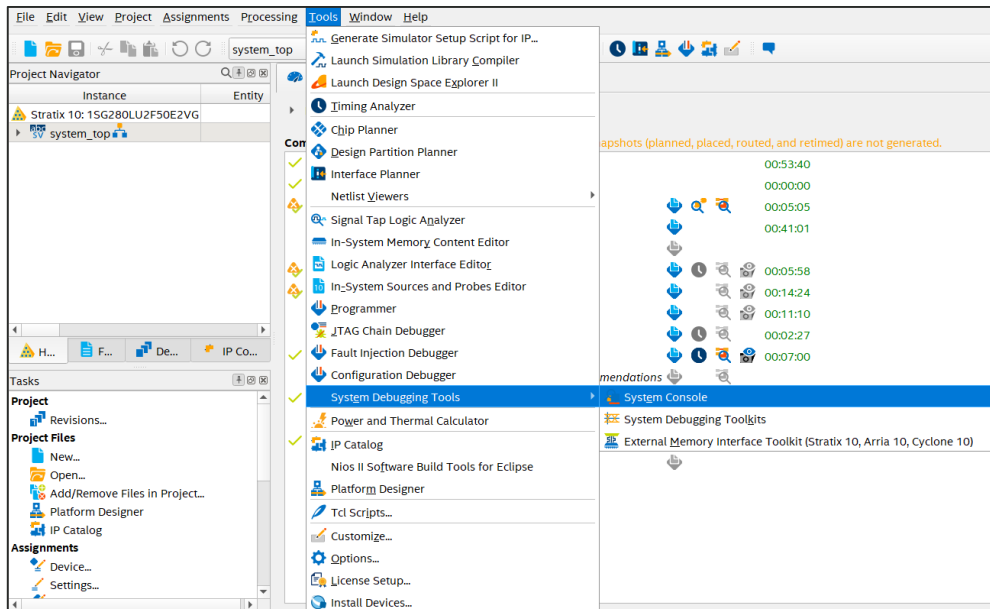 File Edit View Project Assignments Processing Tools Window Help
system_top
Project Navigator
Instance Entity
Stratix 10: 1SG280LU2F50E2VG
system_top
H... F... De... IP Co...
Tasks
Project
Revisions...
Project Files
New...
Open...
Add/Remove Files in Project...
Platform Designer
IP Catalog
Assignments
Device...
Settings...
Generate Simulator Setup Script for IP...
Launch Simulation Library Compiler
Launch Design Space Explorer II
Timing Analyzer
Chip Planner
Design Partition Planner
Interface Planner
Netlist Viewers
Signal Tap Logic Analyzer
In-System Memory Content Editor
Logic Analyzer Interface Editor
In-System Sources and Probes Editor
Programmer
JTAG Chain Debugger
Fault Injection Debugger
Configuration Debugger
System Debugging Tools
Power and Thermal Calculator
IP Catalog
Nios II Software Build Tools for Eclipse
Platform Designer
Tcl Scripts...
Customize...
Options...
License Setup...
Install Devices...
System Console
System Debugging Toolkits
External Memory Interface Toolkit (Stratix 10, Arria 10, Cyclone 10)
Com
apshots (planned, placed, routed, and retimed) are not generated.
00:53:40
00:00:00
00:05:05
00:41:01
00:05:58
00:14:24
00:11:10
00:02:27
00:07:00
mendations